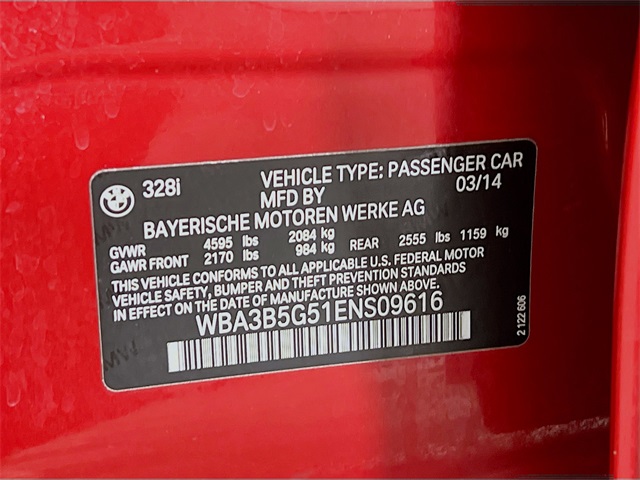 328i VEHICLE TYPE: PASSENGER CAR
MFD BY 03/14
BAYERISCHE MOTOREN WERKE AG
GVWR 4595 lbs 2084 kg
GAWR FRONT 2170 lbs 984 kg REAR 2555 lbs 1159 kg
THIS VEHICLE CONFORMS TO ALL APPLICABLE U.S. FEDERAL MOTOR
VEHICLE SAFETY, BUMPER AND THEFT PREVENTION STANDARDS
IN EFFECT ON THE DATE OF MANUFACTURE SHOWN ABOVE.
WBA3B5G51ENS09616
2 122 606